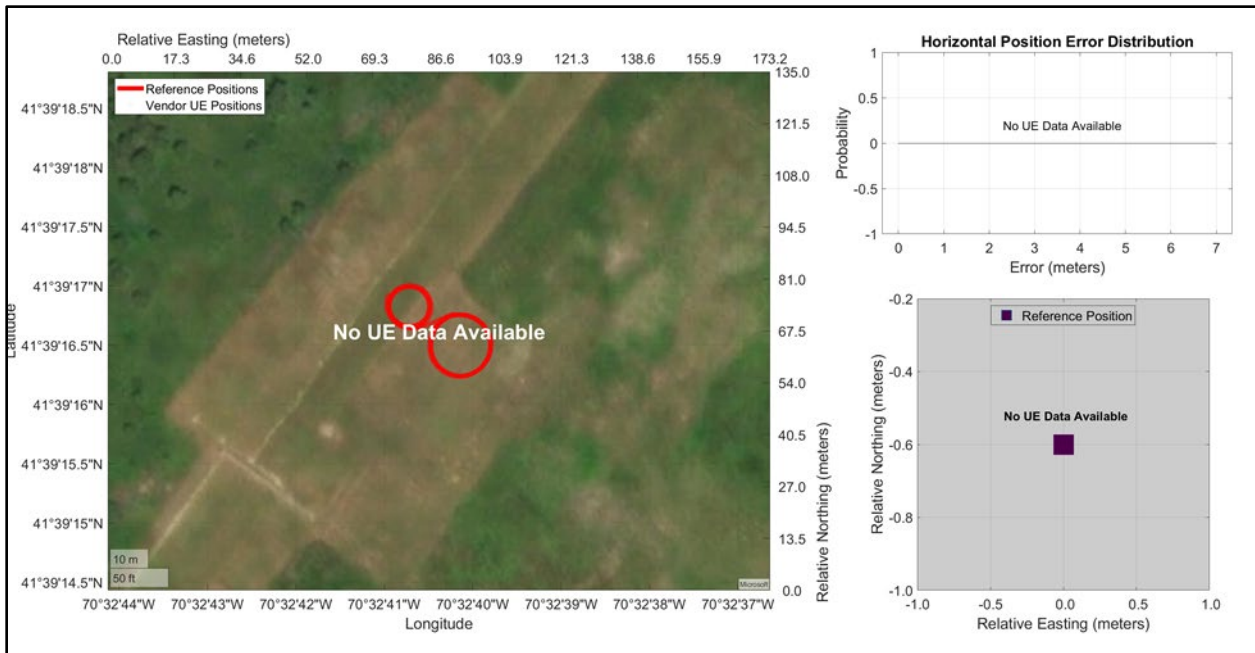 Relative Easting (meters)
0.0 17.3 34.6 52.0 69.3 86.6 103.9 121.3 138.6 155.9 173.2
Reference Positions
Vendor UE Positions
41°39'18.5"N
41°39'18"N
41°39'17.5"N
41°39'17"N
41°39'16.5"N
41°39'16"N
41°39'15.5"N
41°39'15"N
41°39'14.5"N
Latitude
No UE Data Available
135.0
121.5
108.0
94.5
81.0
67.5
54.0
40.5
27.0
13.5
0.0
Relative Northing (meters)
10 m
50 ft
Microsoft
70°32'44"W 70°32'43"W 70°32'42"W 70°32'41"W 70°32'40"W 70°32'39"W 70°32'38"W 70°32'37"W
Longitude
Horizontal Position Error Distribution
1
0.5
0
-0.5
-1
Probability
No UE Data Available
0 1 2 3 4 5 6 7
Error (meters)
Reference Position
-0.2
-0.4
-0.6
-0.8
-1.0
Relative Northing (meters)
No UE Data Available
-1.0 -0.5 0.0 0.5 1.0
Relative Easting (meters)